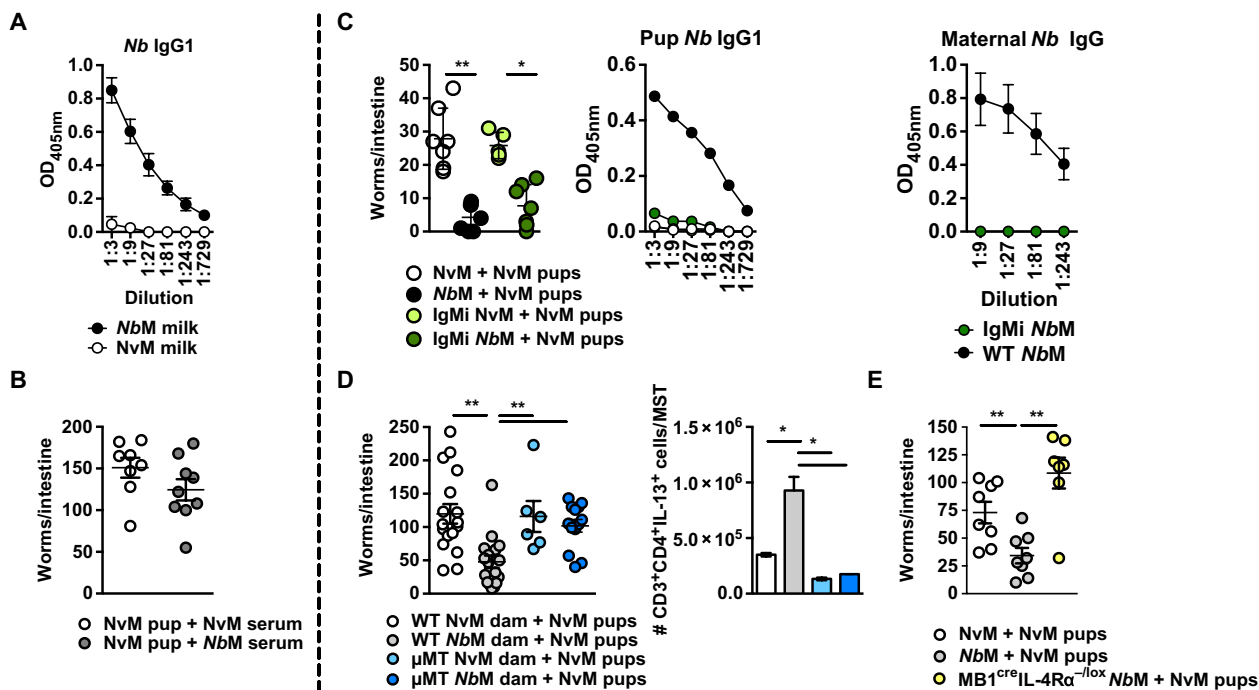 A
Nb IgG1
OD405nm
1.0
0.8
0.6
0.4
0.2
0.0
1:3
1:9
1:27
1:81
1:243
1:729
Dilution
NbM milk
NvM milk
B
Worms/intestine
200
150
100
50
0
NvM pup + NvM serum
NvM pup + NbM serum
C
Worms/intestine
50
40
30
20
10
0
** *
NvM + NvM pups
NbM + NvM pups
IgMi NvM + NvM pups
IgMi NbM + NvM pups
Pup Nb IgG1
OD405nm
0.6
0.4
0.2
0.0
1:3
1:9
1:27
1:81
1:243
1:729
Maternal Nb IgG
OD405nm
1.0
0.8
0.6
0.4
0.2
0.0
1:9
1:27
1:81
1:243
Dilution
IgMi NbM
WT NbM
D
Worms/intestine
250
200
150
100
50
0
** **
WT NvM dam + NvM pups
WT NbM dam + NvM pups
µMT NvM dam + NvM pups
µMT NbM dam + NvM pups
# CD3+CD4+IL-13+ cells/MST
1.5 × 10⁶
1.0 × 10⁶
5.0 × 10⁵
0.0
* *
E
Worms/intestine
150
125
100
75
50
25
0
** **
NvM + NvM pups
NbM + NvM pups
MB1creIL-4Rα−/lox NbM + NvM pups